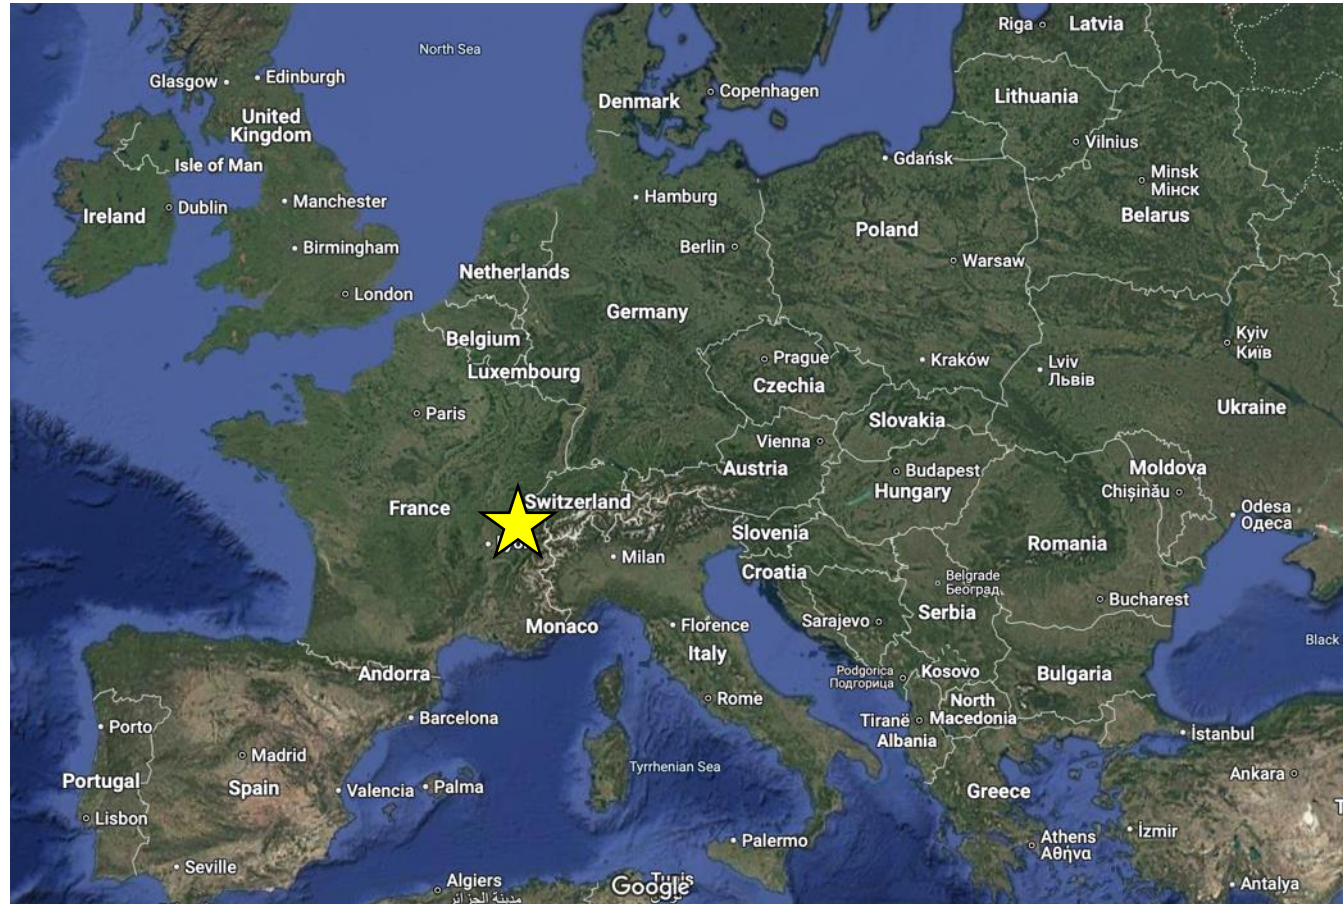 Riga
Latvia
North Sea
Glasgow
Edinburgh
United
Kingdom
Denmark
Copenhagen
Lithuania
Vilnius
Isle of Man
Gdańsk
Minsk
Мінск
Ireland
Dublin
Manchester
Hamburg
Belarus
Birmingham
Berlin
Poland
Warsaw
Netherlands
London
Germany
Belgium
Kyiv
Київ
Luxembourg
Prague
Czechia
Kraków
Lviv
Львів
Paris
Slovakia
Ukraine
Vienna
Austria
Budapest
Hungary
Moldova
Chișinău
France
Switzerland
Odesa
Одеса
Slovenia
Milan
Romania
Croatia
Belgrade
Београд
Serbia
Bucharest
Monaco
Florence
Sarajevo
Italy
Black
Andorra
Podgorica
Подгорица
Kosovo
Bulgaria
Rome
North
Macedonia
Porto
Barcelona
Tiranë
Albania
İstanbul
Madrid
Tyrrhenian Sea
Ankara
Portugal
Spain
Valencia
Palma
Greece
T
Lisbon
Palermo
Athens
Αθήνα
İzmir
Seville
Algiers
مدينة الجزائر
Google
Tunis
Antalya